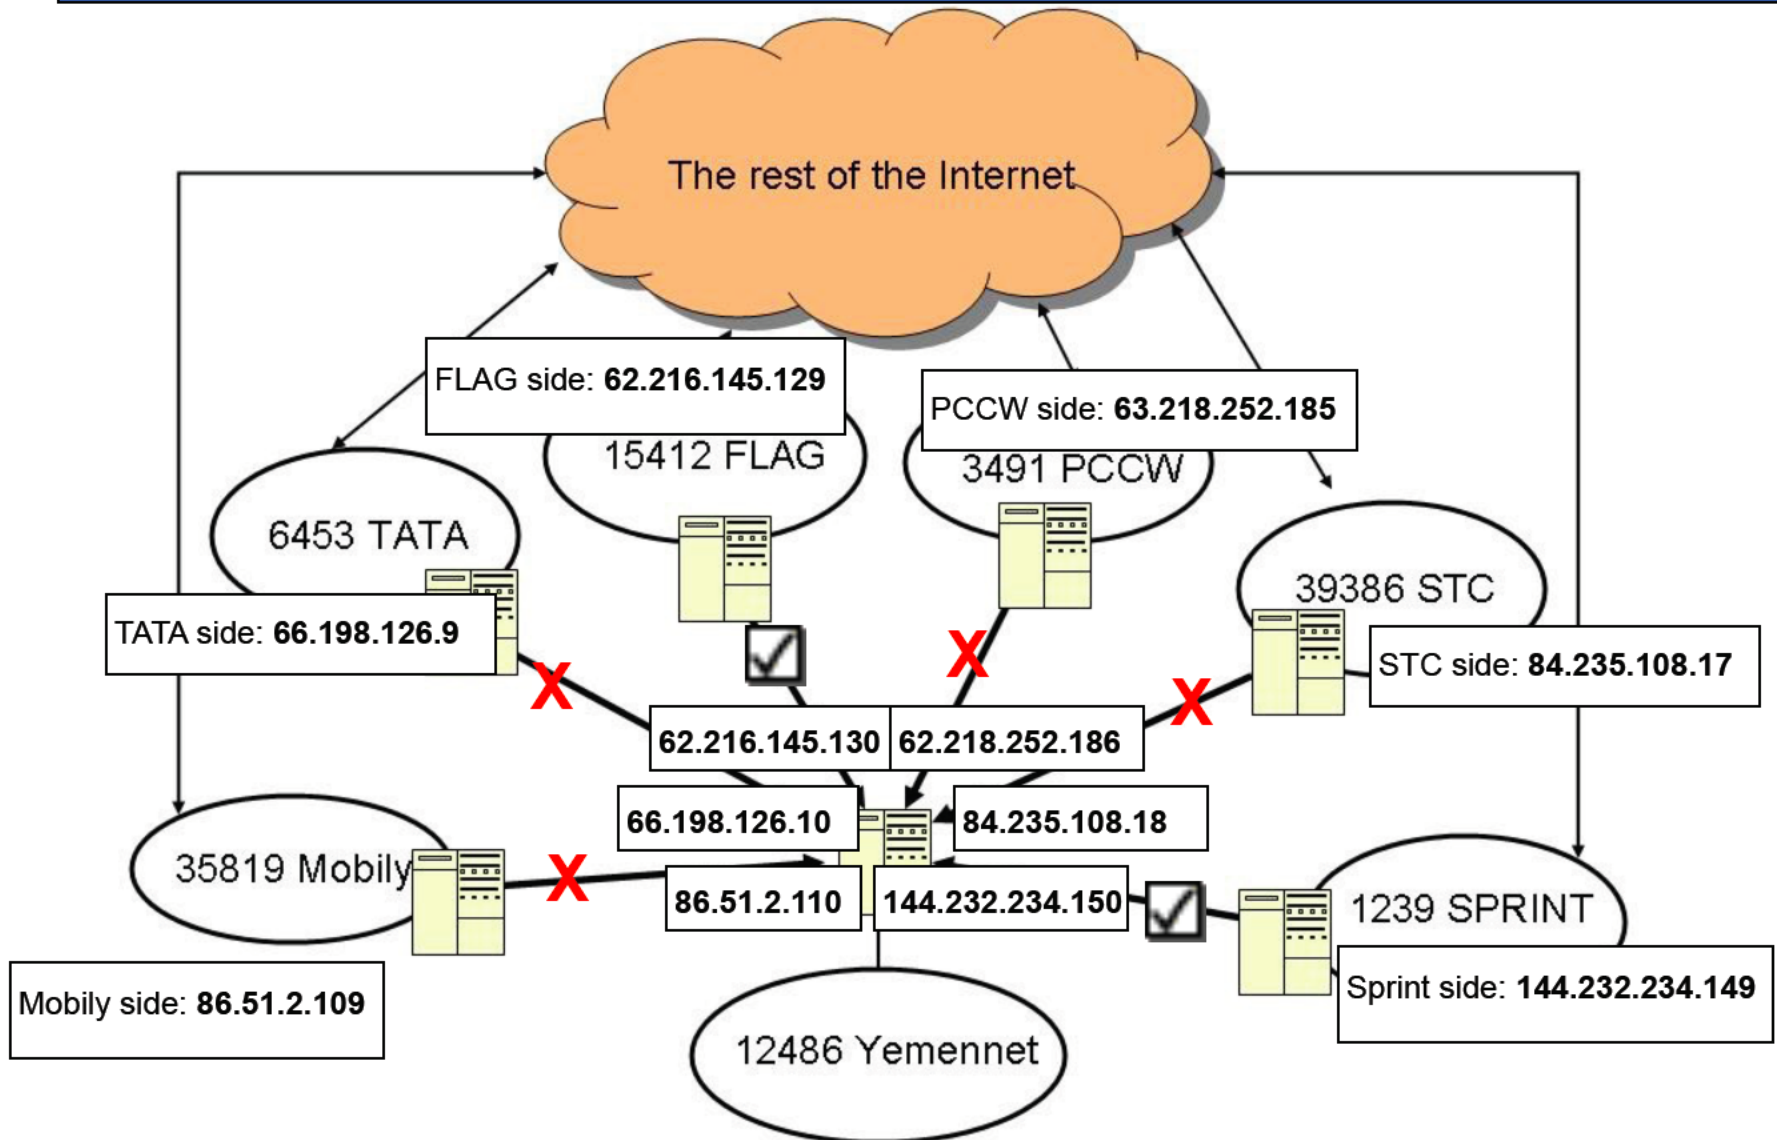 The rest of the Internet
FLAG side: 62.216.145.129
PCCW side: 63.218.252.185
15412 FLAG
3491 PCCW
6453 TATA
39386 STC
TATA side: 66.198.126.9
STC side: 84.235.108.17
X
X
X
62.216.145.130
62.218.252.186
66.198.126.10
84.235.108.18
35819 Mobily
X
86.51.2.110
144.232.234.150
1239 SPRINT
Mobily side: 86.51.2.109
Sprint side: 144.232.234.149
12486 Yemennet